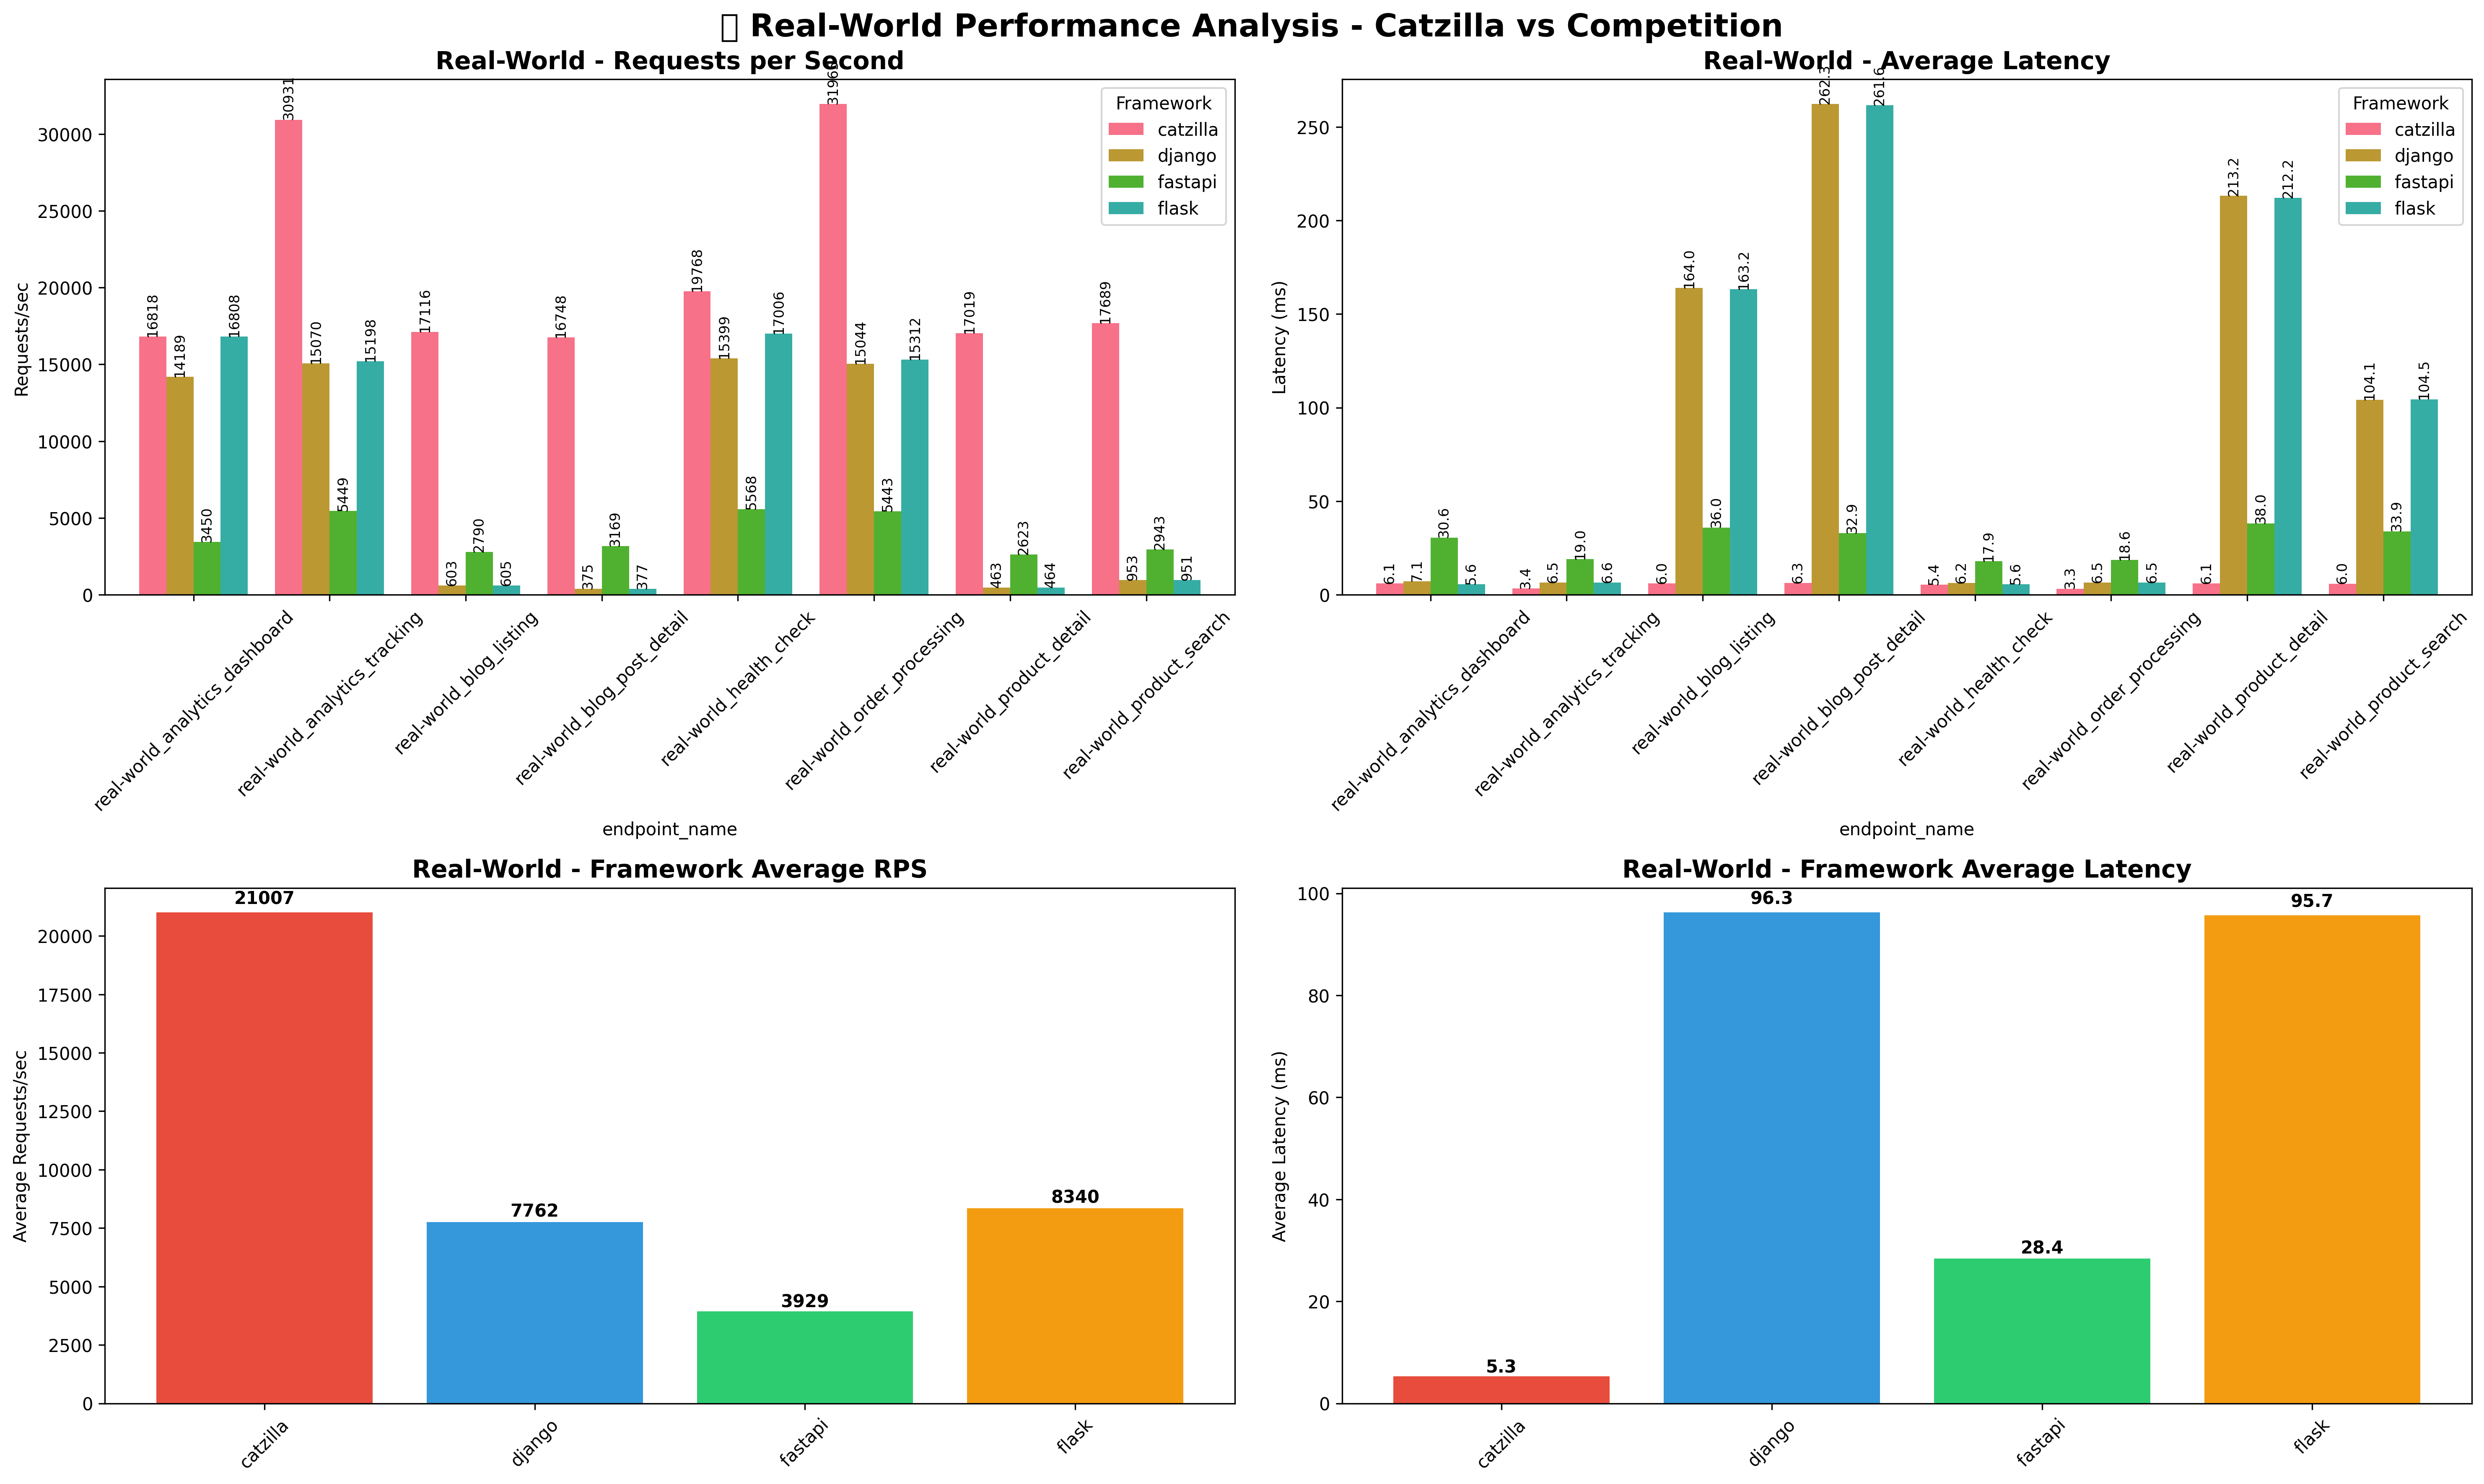 Real-World Performance Analysis - Catzilla vs Competition
Real-World - Requests per Second
Requests/sec
30000
25000
20000
15000
10000
5000
0
16818
14189
3450
16808
30931
15070
5449
15198
17116
603
2790
605
16748
375
3169
377
19768
15399
5568
17006
15044
5443
15312
17019
463
2623
464
17689
953
2943
951
Framework
catzilla
django
fastapi
flask
real-world_analytics_dashboard
real-world_analytics_tracking
real-world_blog_listing
real-world_blog_post_detail
real-world_health_check
real-world_order_processing
real-world_product_detail
real-world_product_search
endpoint_name
Real-World - Average Latency
Latency (ms)
250
200
150
100
50
0
6.1
7.1
30.6
5.6
3.4
6.5
19.0
6.6
6.0
164.0
36.0
163.2
6.3
262.3
32.9
261.6
5.4
6.2
17.9
5.6
3.3
6.5
18.6
6.5
6.1
213.2
38.0
212.2
6.0
104.1
33.9
104.5
Framework
catzilla
django
fastapi
flask
real-world_analytics_dashboard
real-world_analytics_tracking
real-world_blog_listing
real-world_blog_post_detail
real-world_health_check
real-world_order_processing
real-world_product_detail
real-world_product_search
endpoint_name
Real-World - Framework Average RPS
Average Requests/sec
20000
17500
15000
12500
10000
7500
5000
2500
0
21007
7762
3929
8340
catzilla
django
fastapi
flask
Real-World - Framework Average Latency
Average Latency (ms)
100
80
60
40
20
0
5.3
96.3
28.4
95.7
catzilla
django
fastapi
flask